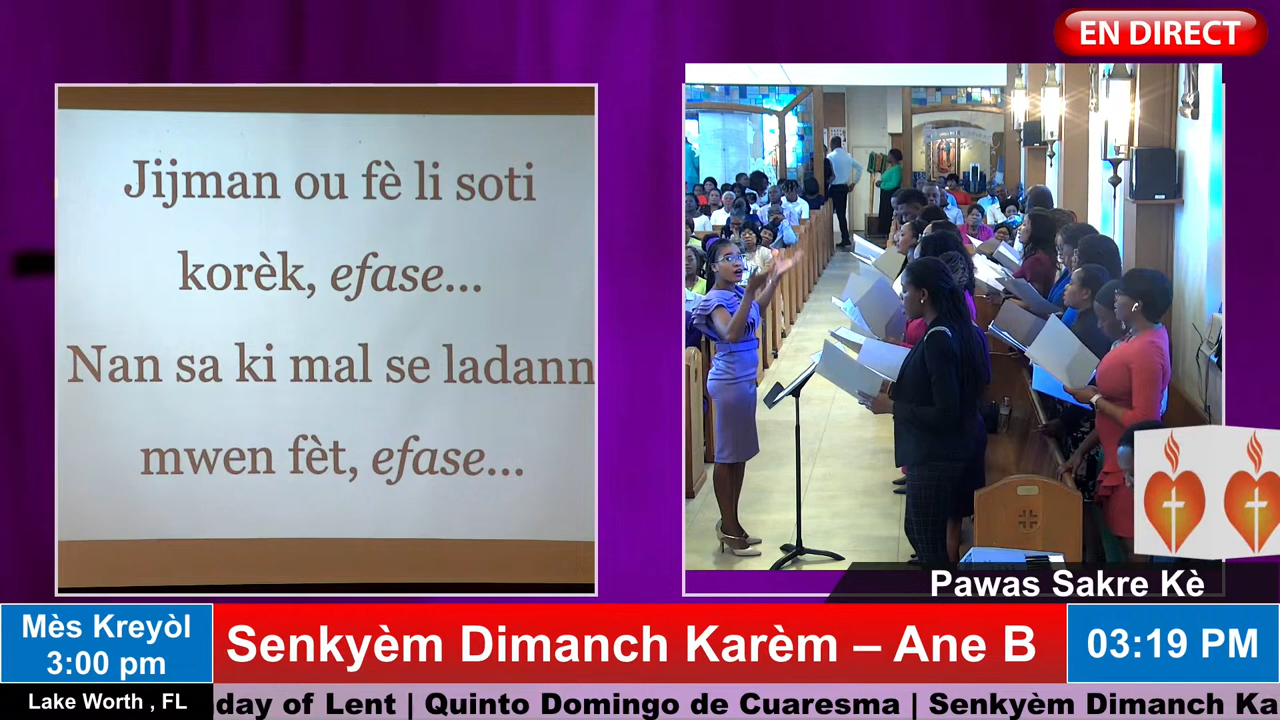 EN DIRECT
Jijman ou fè li soti
korèk, efase...
Nan sa ki mal se ladann
mwen fèt, efase...
Pawas Sakre Kè
Mès Kreyòl
3:00 pm
Senkyèm Dimanch Karèm – Ane B
03:19 PM
Lake Worth , FL
day of Lent | Quinto Domingo de Cuaresma | Senkyèm Dimanch Ka